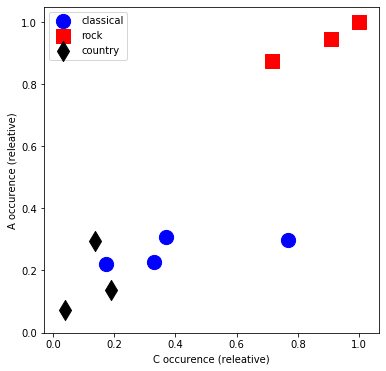 classical
rock
country
1.0
0.8
0.6
0.4
0.2
0.0
A occurence (releative)
0.0 0.2 0.4 0.6 0.8 1.0
C occurence (releative)